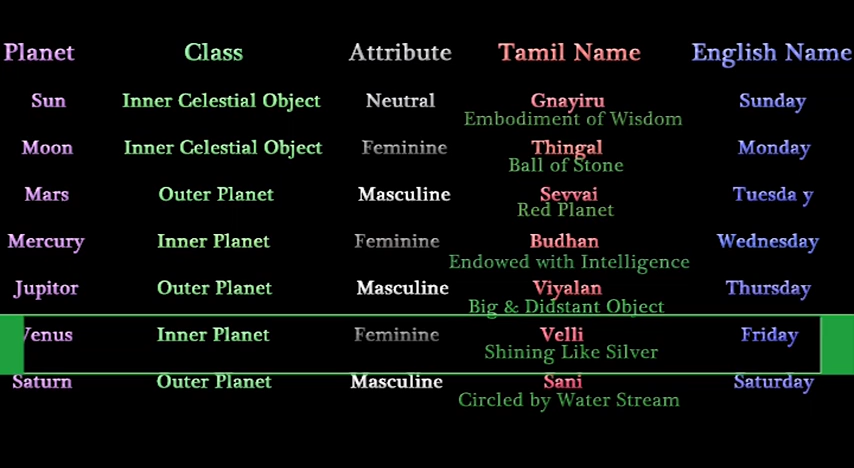 Planet Class Attribute Tamil Name English Name
Sun Inner Celestial Object Neutral Gnayiru Sunday
Embodiment of Wisdom
Moon Inner Celestial Object Feminine Thingal Monday
Ball of Stone
Mars Outer Planet Masculine Sevvai Tuesda y
Red Planet
Mercury Inner Planet Feminine Budhan Wednesday
Endowed with Intelligence
Jupitor Outer Planet Masculine Viyalan Thursday
Big & Didstant Object
Venus Inner Planet Feminine Velli Friday
Shining Like Silver
Saturn Outer Planet Masculine Sani Saturday
Circled by Water Stream